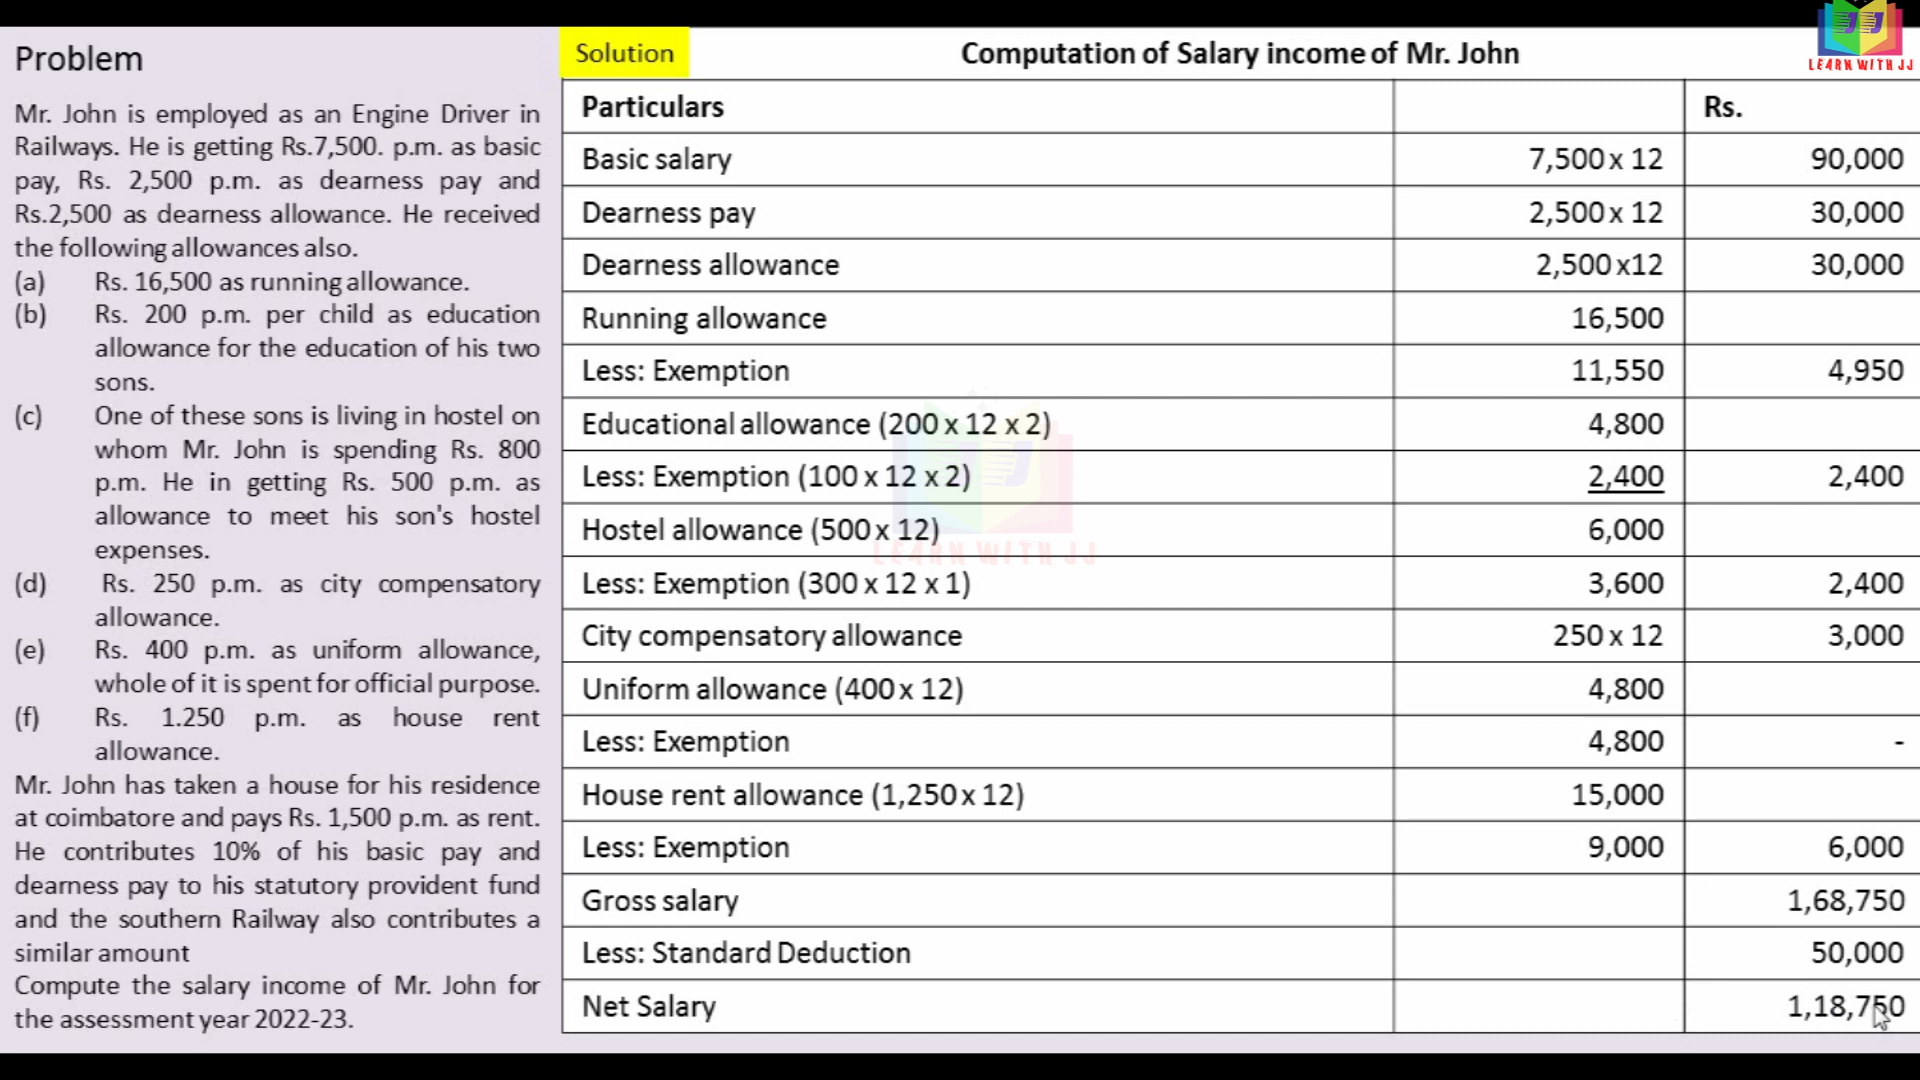 Problem
Mr. John is employed as an Engine Driver in
Railways. He is getting Rs.7,500. p.m. as basic
pay, Rs. 2,500 p.m. as dearness pay and
Rs.2,500 as dearness allowance. He received
the following allowances also.
(a) Rs. 16,500 as running allowance.
(b) Rs. 200 p.m. per child as education
allowance for the education of his two
sons.
(c) One of these sons is living in hostel on
whom Mr. John is spending Rs. 800
p.m. He in getting Rs. 500 p.m. as
allowance to meet his son's hostel
expenses.
(d) Rs. 250 p.m. as city compensatory
allowance.
(e) Rs. 400 p.m. as uniform allowance,
whole of it is spent for official purpose.
(f) Rs. 1.250 p.m. as house rent
allowance.
Mr. John has taken a house for his residence
at coimbatore and pays Rs. 1,500 p.m. as rent.
He contributes 10% of his basic pay and
dearness pay to his statutory provident fund
and the southern Railway also contributes a
similar amount
Compute the salary income of Mr. John for
the assessment year 2022-23.
Solution Computation of Salary income of Mr. John
LEARN WITH JJ
Particulars Rs.
Basic salary 7,500 x 12 90,000
Dearness pay 2,500 x 12 30,000
Dearness allowance 2,500 x12 30,000
Running allowance 16,500
Less: Exemption 11,550 4,950
Educational allowance (200 x 12 x 2) 4,800
Less: Exemption (100 x 12 x 2) 2,400 2,400
Hostel allowance (500 x 12) 6,000
LEARN WITH JJ
Less: Exemption (300 x 12 x 1) 3,600 2,400
City compensatory allowance 250 x 12 3,000
Uniform allowance (400 x 12) 4,800
Less: Exemption 4,800 -
House rent allowance (1,250 x 12) 15,000
Less: Exemption 9,000 6,000
Gross salary 1,68,750
Less: Standard Deduction 50,000
Net Salary 1,18,750